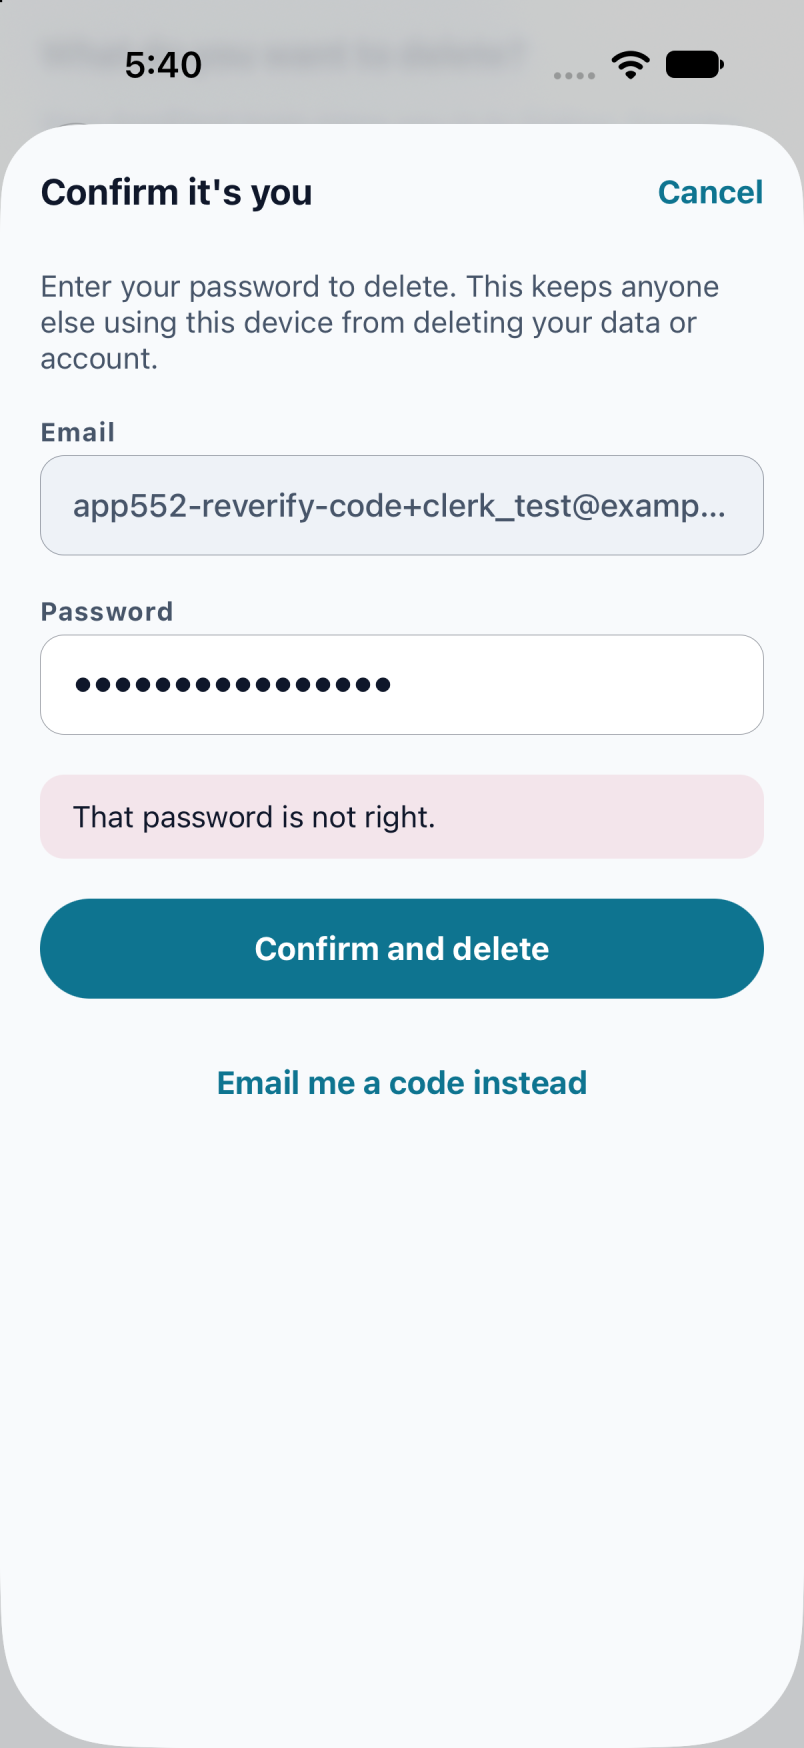 5:40
Confirm it's you
Cancel
Enter your password to delete. This keeps anyone
else using this device from deleting your data or
account.
Email
app552-reverify-code+clerk_test@examp...
Password
That password is not right.
Confirm and delete
Email me a code instead